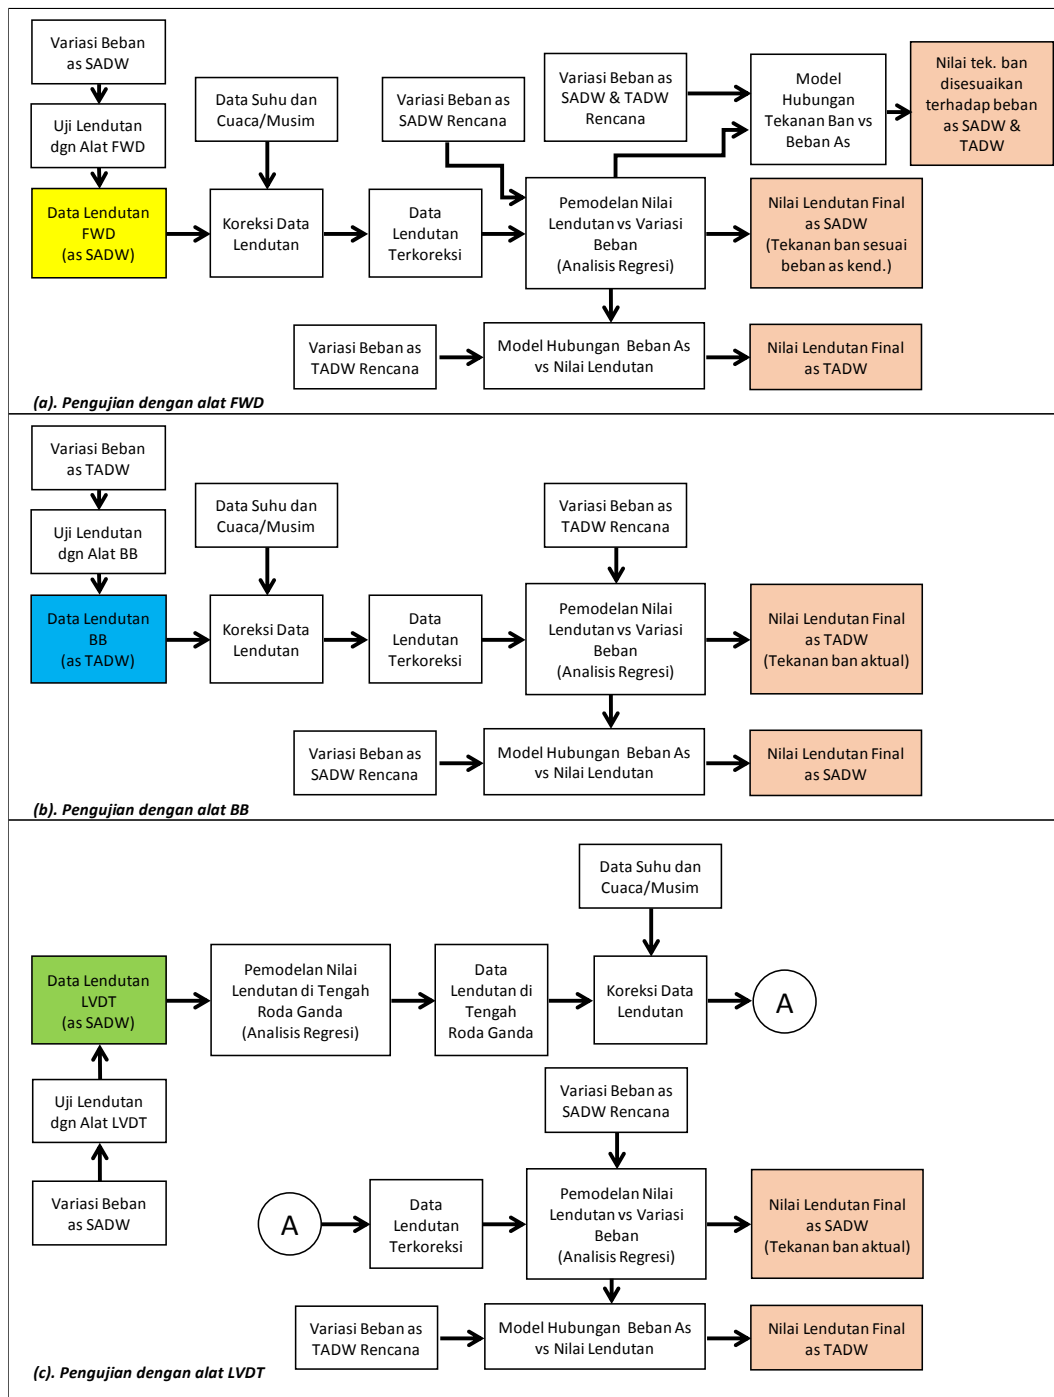 Variasi Beban
as SADW
Uji Lendutan
dgn Alat FWD
Data Lendutan
FWD
(as SADW)
Data Suhu dan
Cuaca/Musim
Koreksi Data
Lendutan
Data
Lendutan
Terkoreksi
Variasi Beban as
SADW Rencana
Variasi Beban as
SADW & TADW
Rencana
Pemodelan Nilai
Lendutan vs Variasi
Beban
(Analisis Regresi)
Model
Hubungan
Tekanan Ban vs
Beban As
Nilai tek. ban
disesuaikan
terhadap beban
as SADW &
TADW
Nilai Lendutan Final
as SADW
(Tekanan ban sesuai
beban as kend.)
Variasi Beban as
TADW Rencana
Model Hubungan Beban As
vs Nilai Lendutan
Nilai Lendutan Final
as TADW
(a). Pengujian dengan alat FWD
Variasi Beban
as TADW
Uji Lendutan
dgn Alat BB
Data Lendutan
BB
(as TADW)
Data Suhu dan
Cuaca/Musim
Koreksi Data
Lendutan
Data
Lendutan
Terkoreksi
Variasi Beban as
TADW Rencana
Pemodelan Nilai
Lendutan vs Variasi
Beban
(Analisis Regresi)
Nilai Lendutan Final
as TADW
(Tekanan ban aktual)
Variasi Beban as
SADW Rencana
Model Hubungan Beban As
vs Nilai Lendutan
Nilai Lendutan Final
as SADW
(b). Pengujian dengan alat BB
Data Suhu dan
Cuaca/Musim
Data Lendutan
LVDT
(as SADW)
Pemodelan Nilai
Lendutan di Tengah
Roda Ganda
(Analisis Regresi)
Data
Lendutan di
Tengah
Roda Ganda
Koreksi Data
Lendutan
A
Uji Lendutan
dgn Alat LVDT
Variasi Beban
as SADW
Variasi Beban as
SADW Rencana
A
Data
Lendutan
Terkoreksi
Pemodelan Nilai
Lendutan vs Variasi
Beban
(Analisis Regresi)
Nilai Lendutan Final
as SADW
(Tekanan ban aktual)
Variasi Beban as
TADW Rencana
Model Hubungan Beban As
vs Nilai Lendutan
Nilai Lendutan Final
as TADW
(c). Pengujian dengan alat LVDT